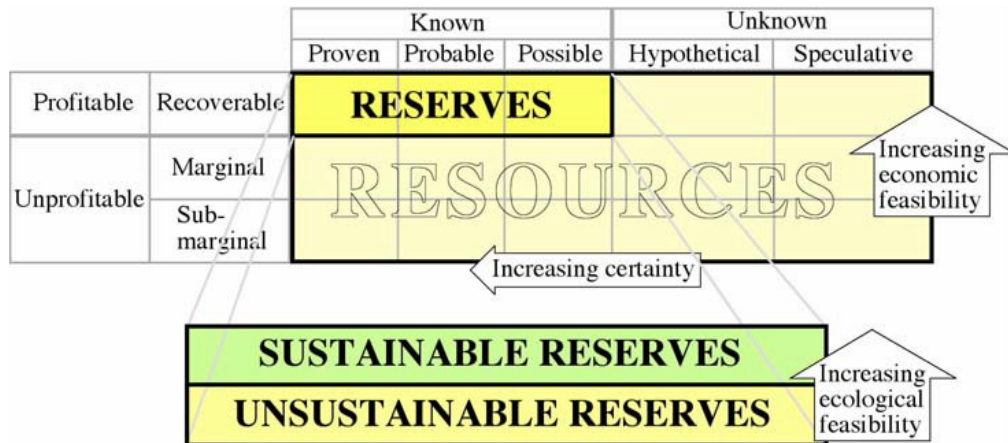 Known Unknown
Proven Probable Possible Hypothetical Speculative
Profitable Recoverable RESERVES
Unprofitable Marginal
Sub-
marginal
RESOURCES
Increasing
economic
feasibility
Increasing certainty
SUSTAINABLE RESERVES
UNSUSTAINABLE RESERVES
Increasing
ecological
feasibility